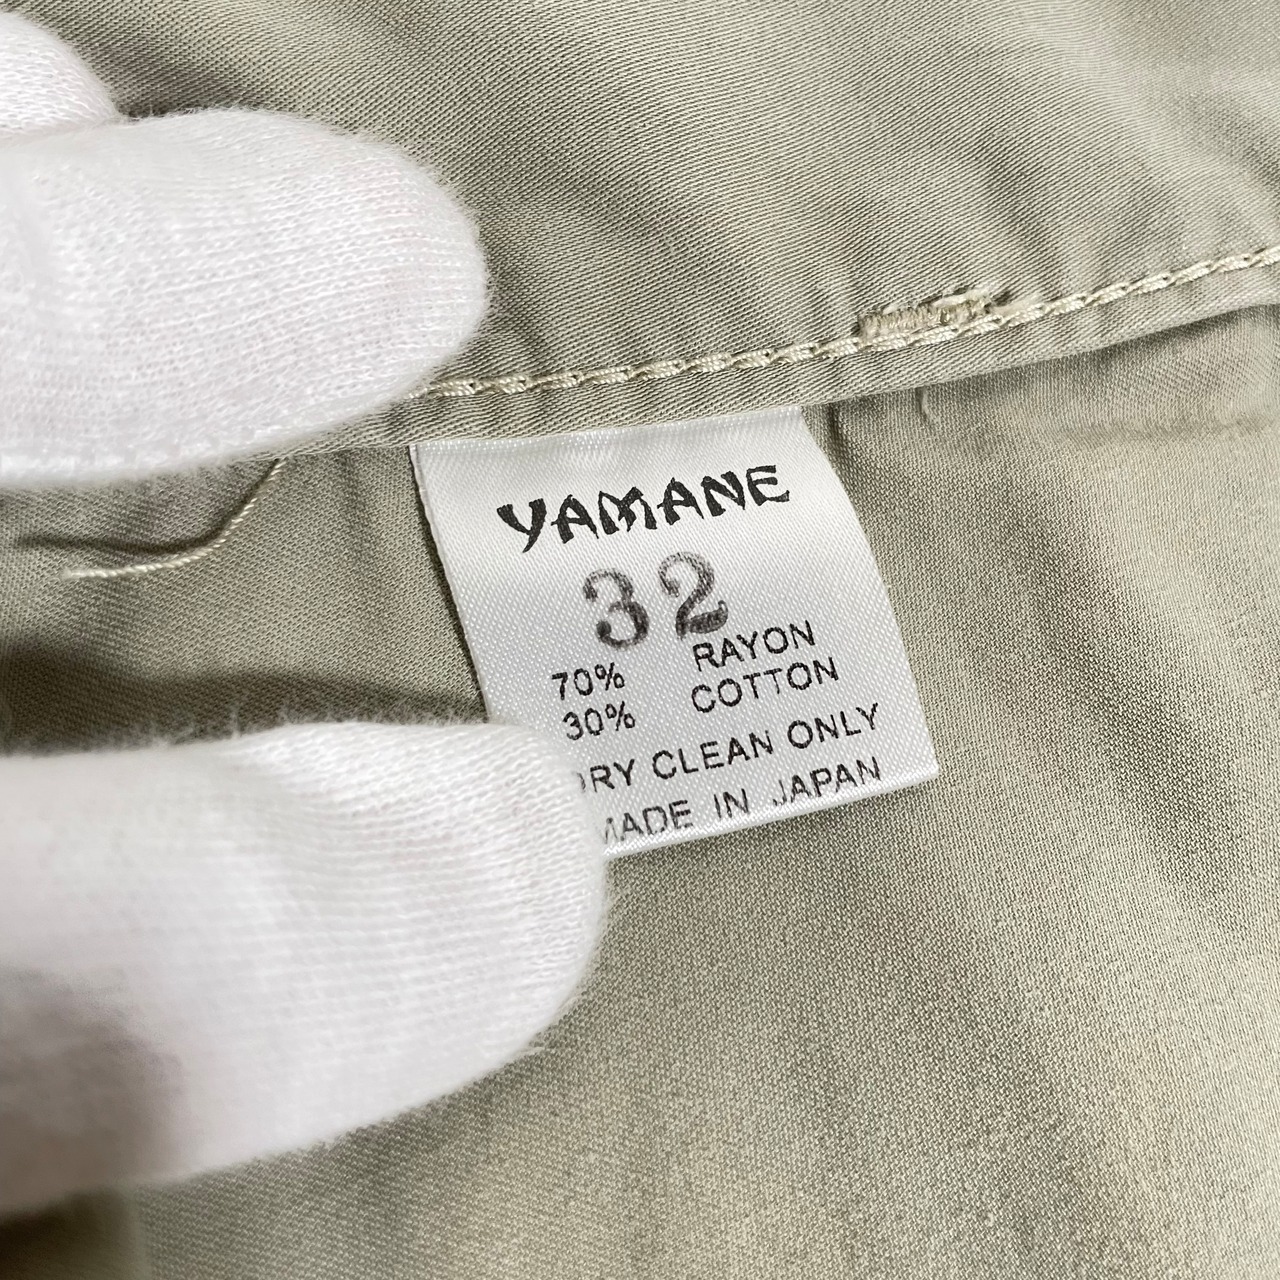 YAMANE
32
70% RAYON
30% COTTON
DRY CLEAN ONLY
MADE IN JAPAN